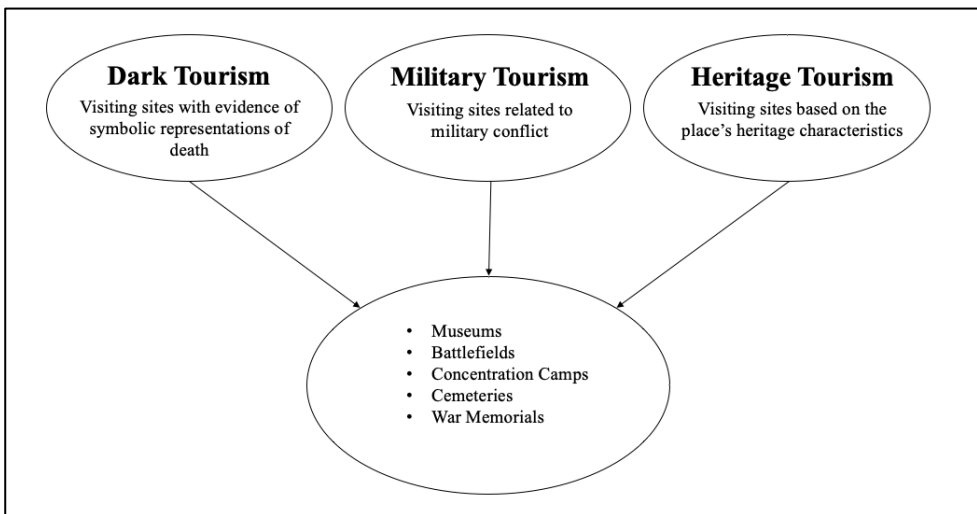 Dark Tourism
Visiting sites with evidence of
symbolic representations of
death
Military Tourism
Visiting sites related to
military conflict
Heritage Tourism
Visiting sites based on the
place's heritage characteristics
• Museums
• Battlefields
• Concentration Camps
• Cemeteries
• War Memorials